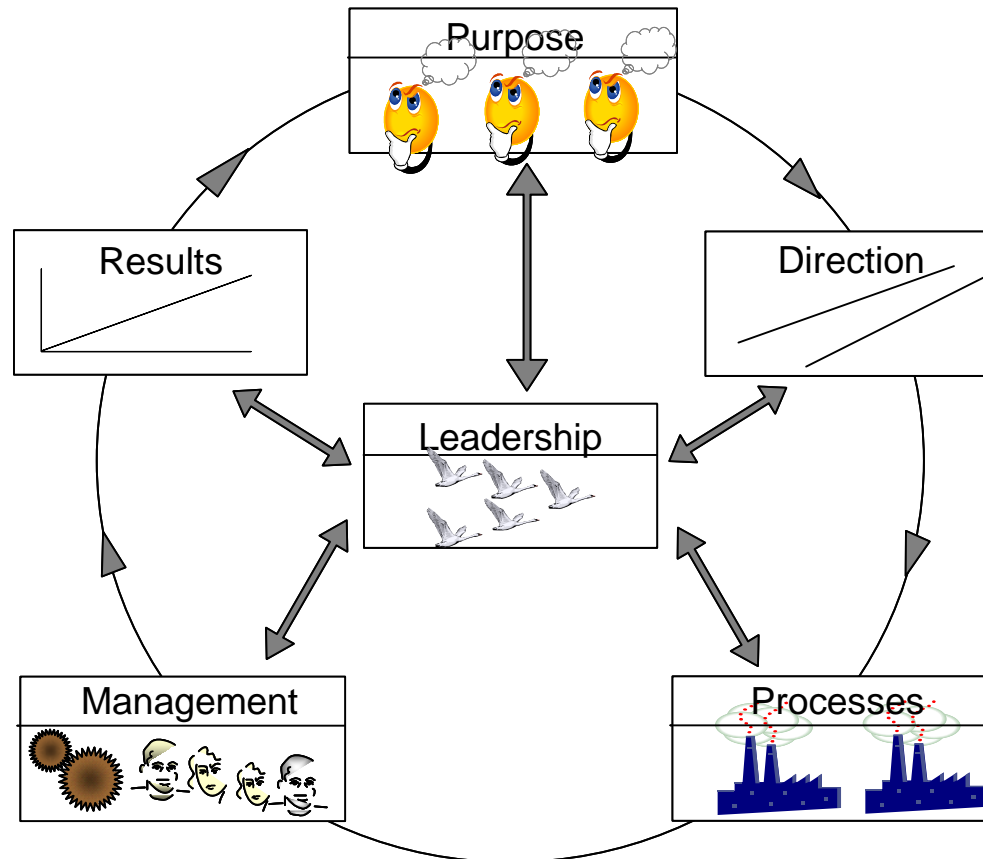 Purpose
Results
Direction
Leadership
Management
Processes